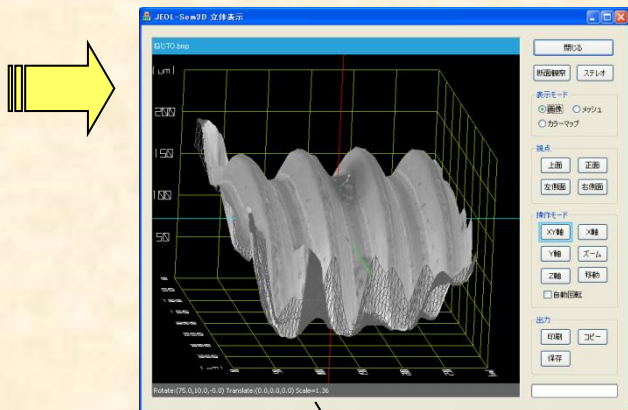 JEOL-Sem3D 立体表示
ねじT0.bmp
(um)
200
150
100
50
0
閉じる
断面観察 ステレオ
表示モード
画像 メッシュ
カラーマップ
視点
上面 正面
左側面 右側面
操作モード
XY軸 X軸
Y軸 ズーム
Z軸 移動
自動回転
出力
印刷 コピー
保存
Rotate:(75.0,10.0,-0.0) Translate:(0.0,0.0,0.0) Scale=1.36